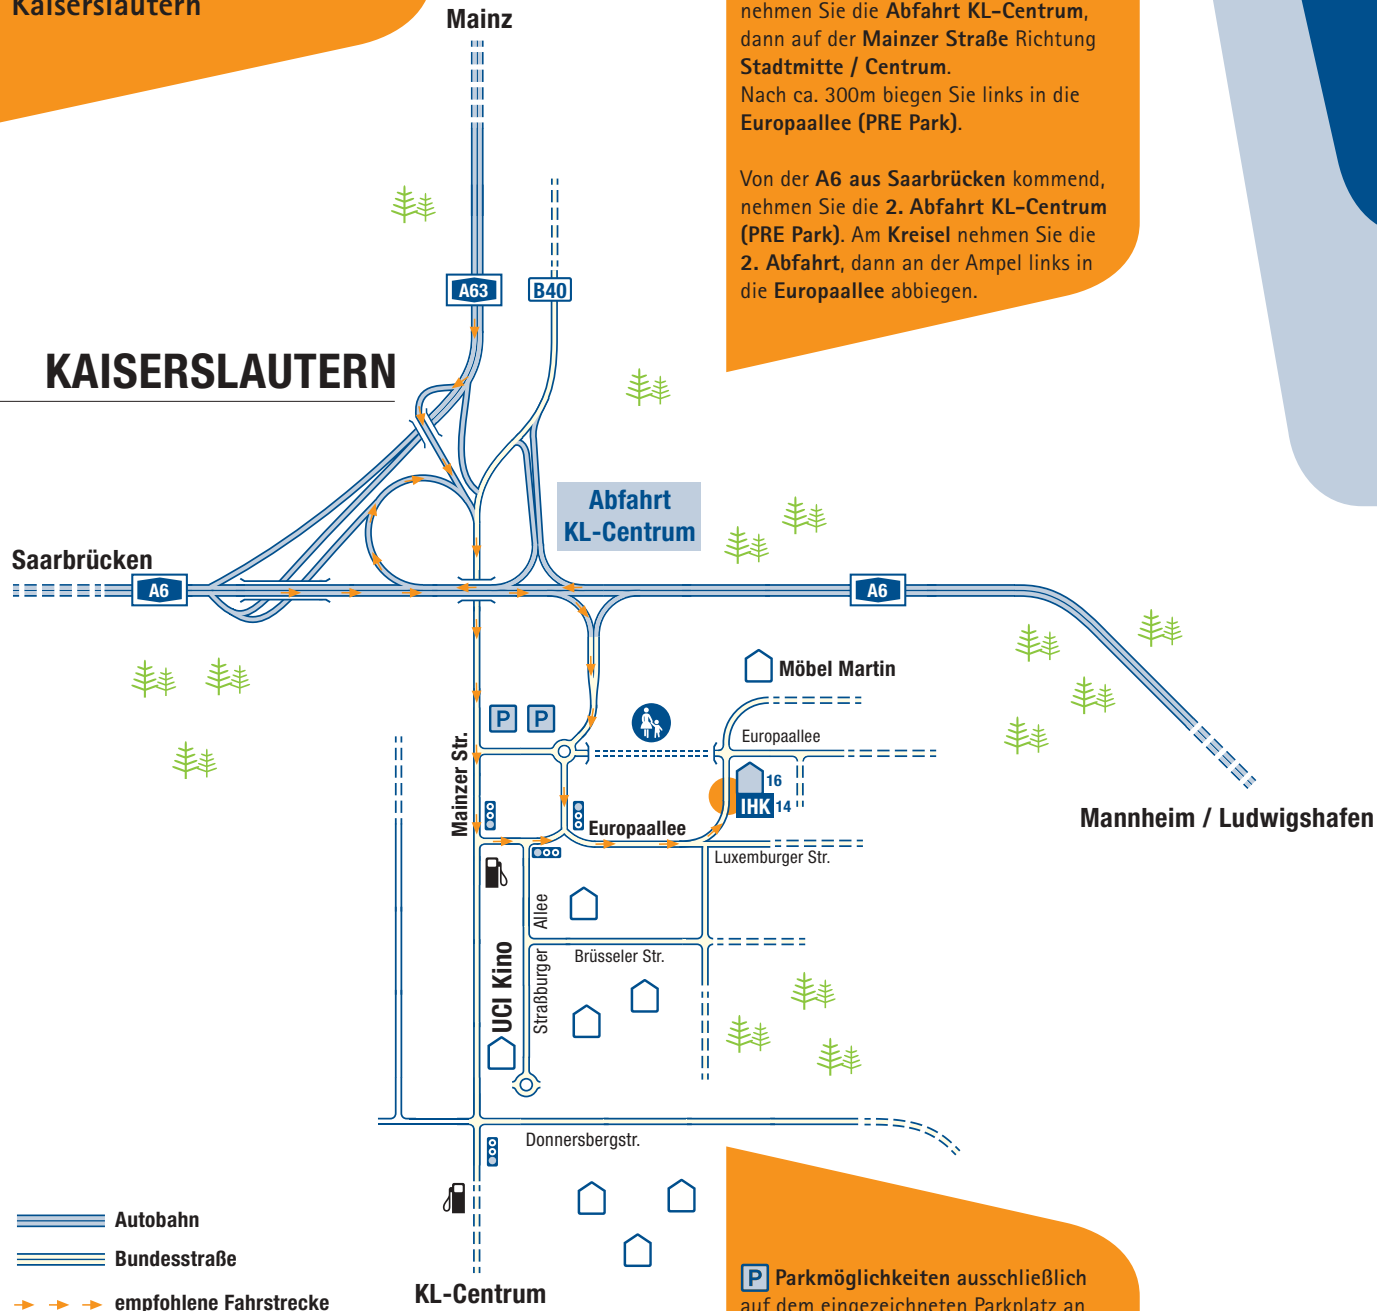 Kaiserslautern
nehmen Sie die Abfahrt KL-Centrum,
dann auf der Mainzer Straße Richtung
Stadtmitte / Centrum.
Nach ca. 300m biegen Sie links in die
Europaallee (PRE Park).
Von der A6 aus Saarbrücken kommend,
nehmen Sie die 2. Abfahrt KL-Centrum
(PRE Park). Am Kreisel nehmen Sie die
2. Abfahrt, dann an der Ampel links in
die Europaallee abbiegen.
Mainz
A63
B40
KAISERSLAUTERN
Abfahrt
KL-Centrum
Saarbrücken
A6
A6
Möbel Martin
P
P
Mainzer Str.
Europaallee
16
IHK 14
Mannheim / Ludwigshafen
Europaallee
Luxemburger Str.
Straßburger Allee
UCI Kino
Brüsseler Str.
Donnersbergstr.
Autobahn
Bundesstraße
empfohlene Fahrstrecke
KL-Centrum
P Parkmöglichkeiten ausschließlich
auf dem eingezeichneten Parkplatz an